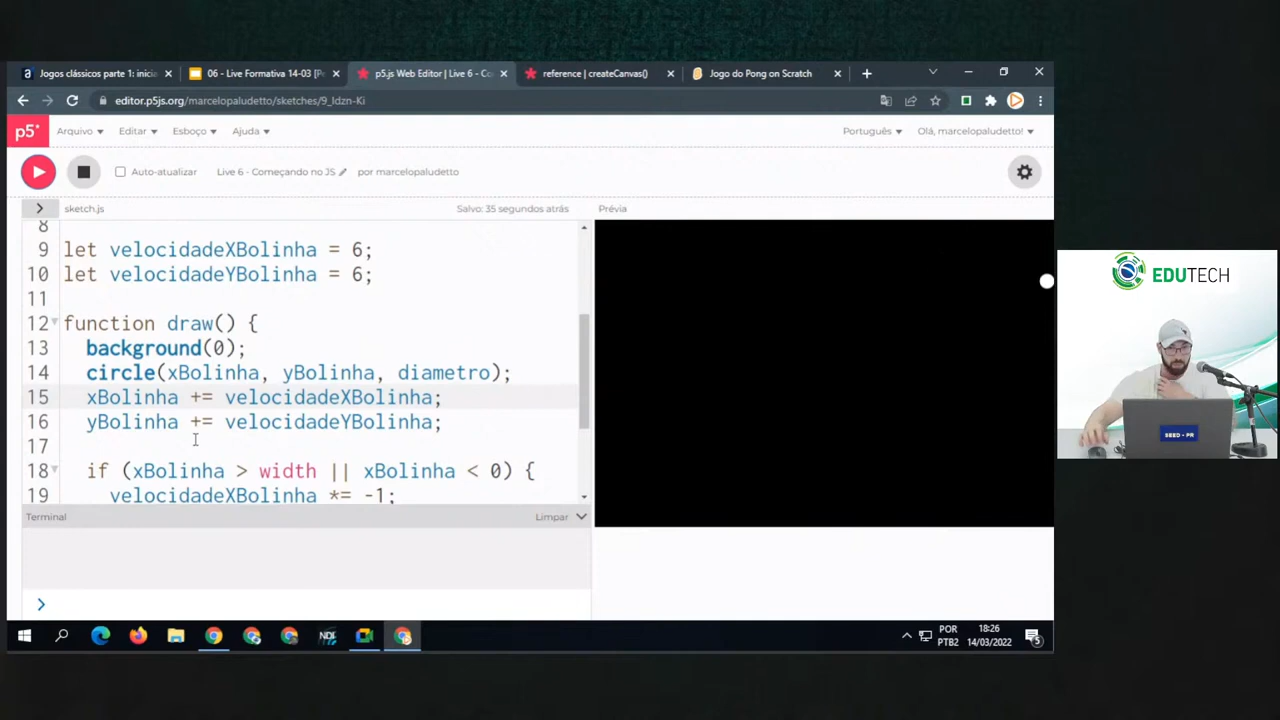 Jogos clássicos parte 1: inicia
06 - Live Formativa 14-03 [P
p5.js Web Editor | Live 6 - Co
reference | createCanvas()
Jogo do Pong on Scratch
editor.p5js.org/marcelopaludetto/sketches/9_Idzn-Ki
p5* Arquivo Editar Esboço Ajuda Português Olá, marcelopaludetto!
Auto-atualizar Live 6 - Começando no JS por marcelopaludetto
> sketch.js Salvo: 35 segundos atrás Prévia
8
9 let velocidadeXBolinha = 6;
10 let velocidadeYBolinha = 6;
11
12 function draw() {
13 background(0);
14 circle(xBolinha, yBolinha, diametro);
15 xBolinha += velocidadeXBolinha;
16 yBolinha += velocidadeYBolinha;
17
18 if (xBolinha > width || xBolinha < 0) {
19 velocidadeXBolinha *= -1;
Terminal Limpar
>
NDI
POR
PTB2
18:26
14/03/2022
5
EDUTECH
SEED - PR